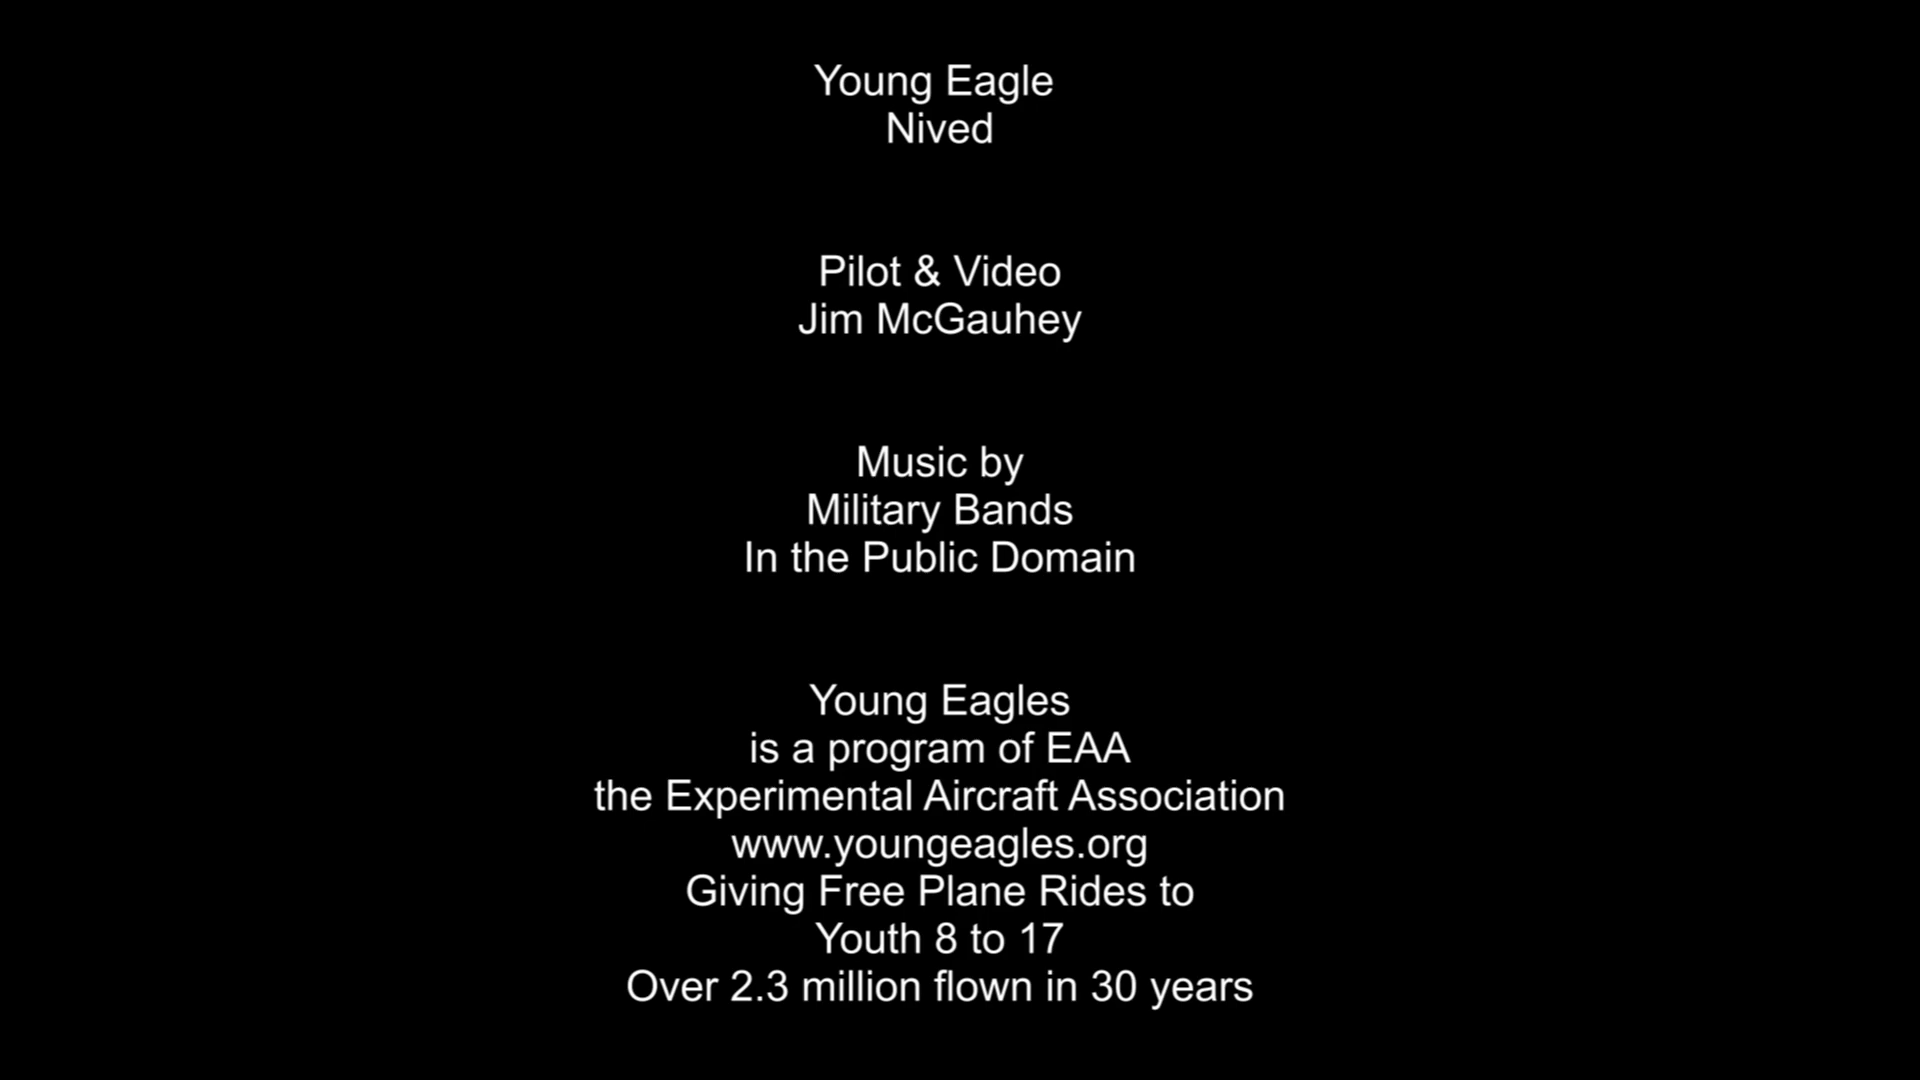 Young Eagle
Nived
Pilot & Video
Jim McGauhey
Music by
Military Bands
In the Public Domain
Young Eagles
is a program of EAA
the Experimental Aircraft Association
www.youngeagles.org
Giving Free Plane Rides to
Youth 8 to 17
Over 2.3 million flown in 30 years